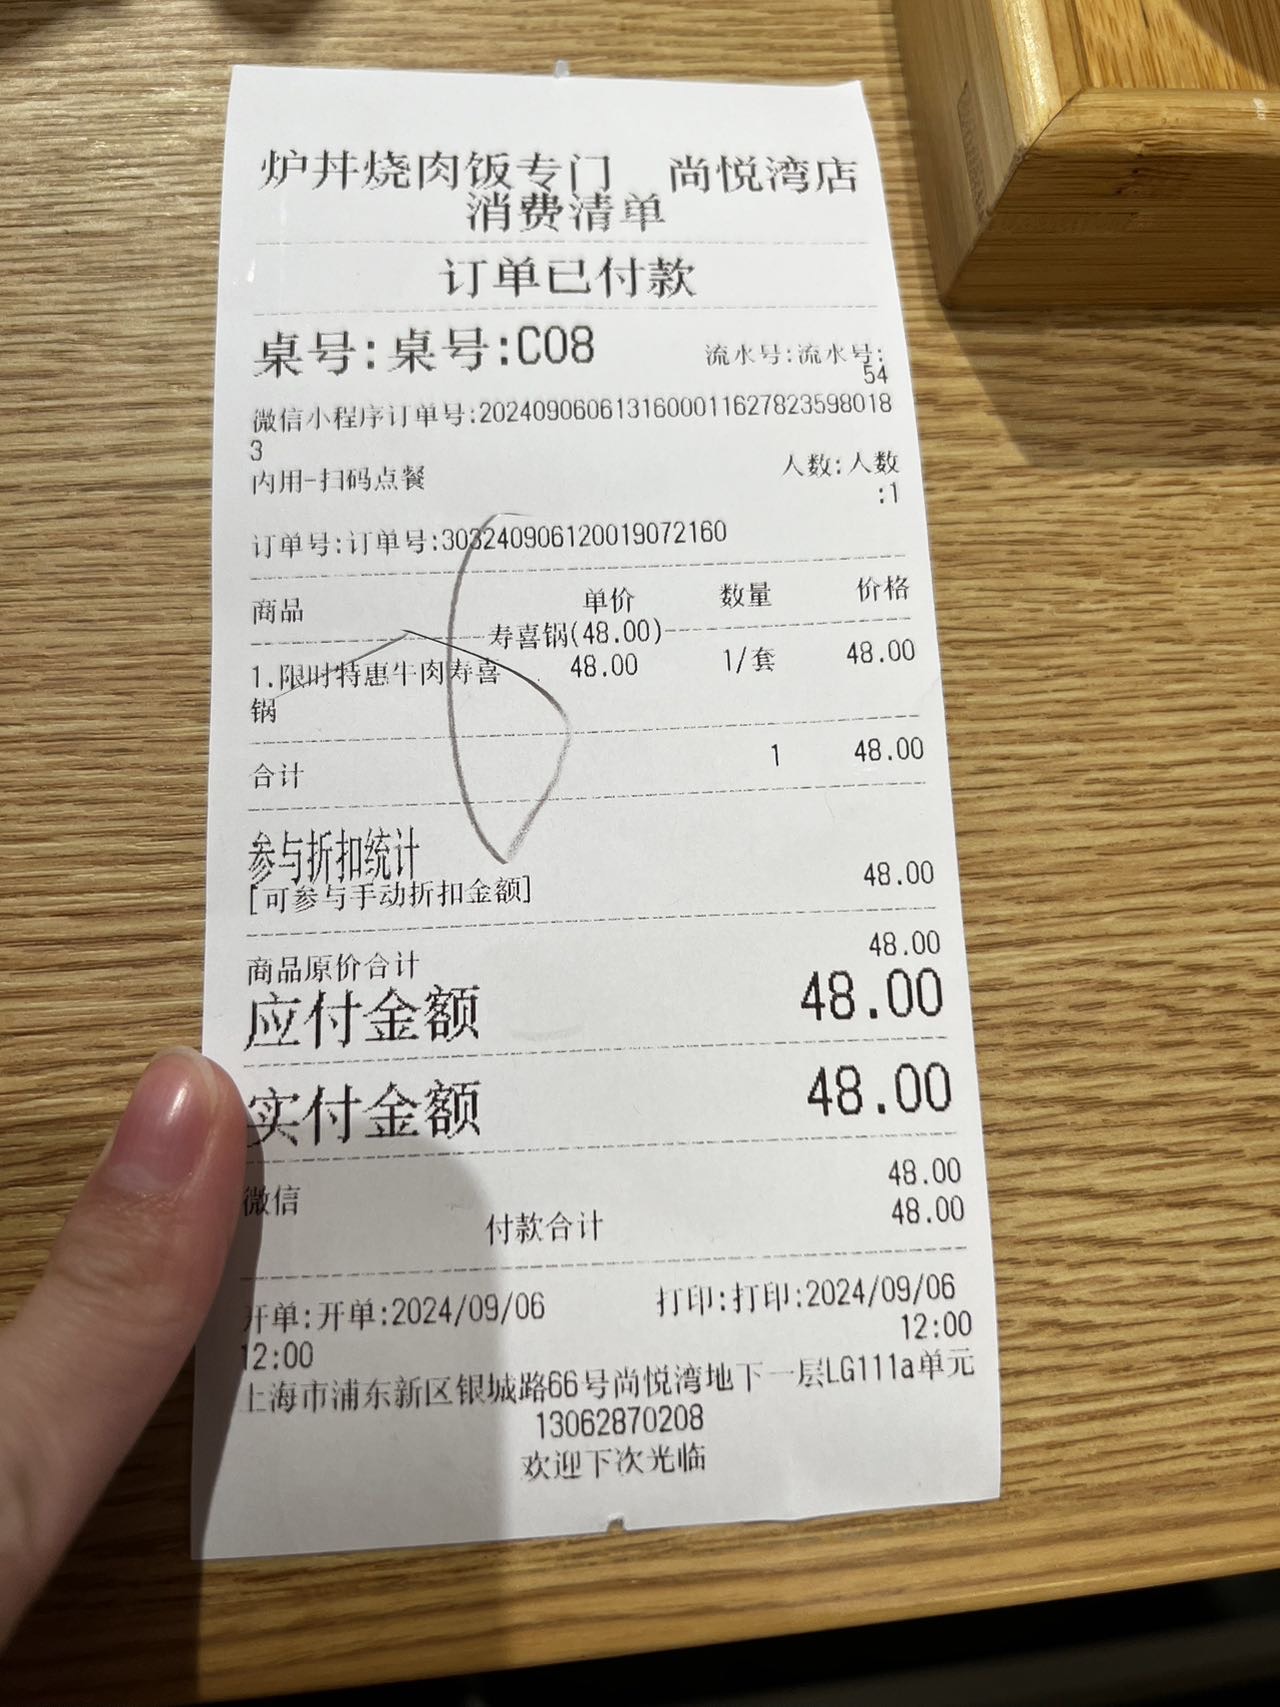 炉丼烧肉饭专门 尚悦湾店
消费清单
订单已付款
桌号:桌号:C08 流水号:流水号:
54
微信小程序订单号:2024090606131600011627823598018
3
内用-扫码点餐 人数:人数
:1
订单号:订单号:303240906120019072160
商品 单价 数量 价格
寿喜锅(48.00)
1.限时特惠牛肉寿喜 48.00 1/套 48.00
锅
合计 1 48.00
参与折扣统计
[可参与手动折扣金额] 48.00
商品原价合计 48.00
应付金额 48.00
实付金额 48.00
微信 48.00
付款合计 48.00
开单:开单:2024/09/06 打印:打印:2024/09/06
12:00 12:00
上海市浦东新区银城路66号尚悦湾地下一层LG111a单元
13062870208
欢迎下次光临